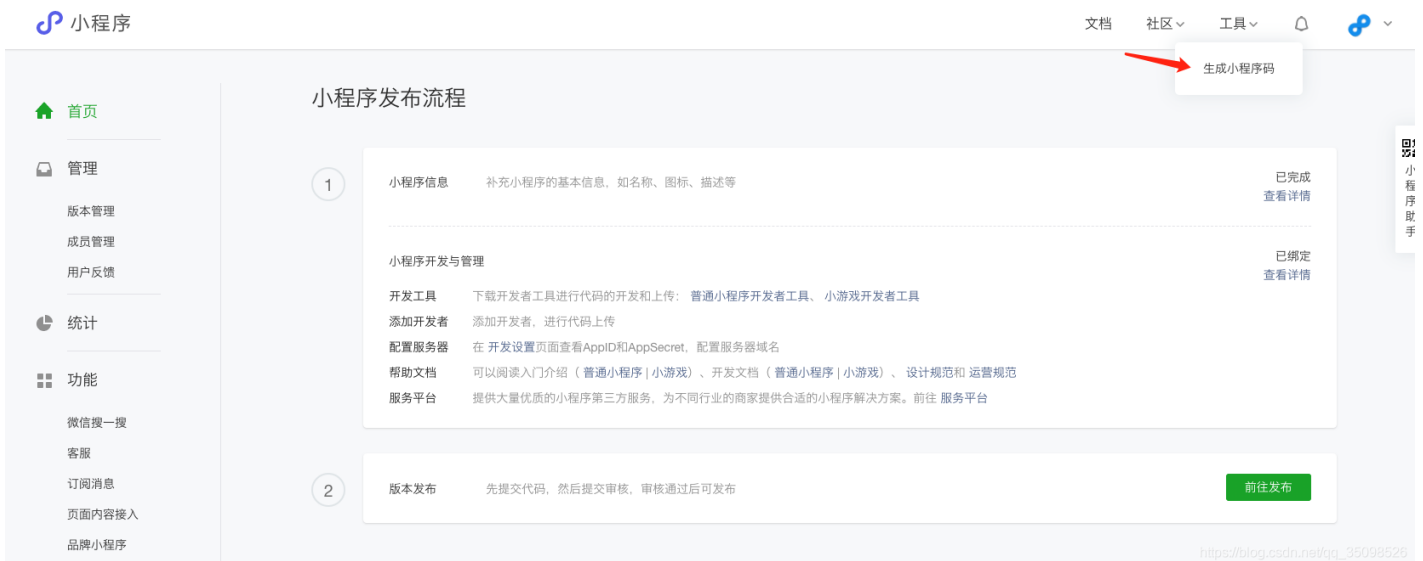 小程序
文档 社区 工具
生成小程序码
首页
管理
版本管理
成员管理
用户反馈
统计
功能
微信搜一搜
客服
订阅消息
页面内容接入
品牌小程序
小程序发布流程
1
小程序信息 补充小程序的基本信息，如名称、图标、描述等 已完成
查看详情
小程序开发与管理 已绑定
查看详情
开发工具 下载开发者工具进行代码的开发和上传： 普通小程序开发者工具、 小游戏开发者工具
添加开发者 添加开发者，进行代码上传
配置服务器 在 开发设置页面查看AppID和AppSecret，配置服务器域名
帮助文档 可以阅读入门介绍（ 普通小程序 | 小游戏）、开发文档（ 普通小程序 | 小游戏）、 设计规范和 运营规范
服务平台 提供大量优质的小程序第三方服务，为不同行业的商家提供合适的小程序解决方案。前往 服务平台
2
版本发布 先提交代码，然后提交审核，审核通过后可发布 前往发布
小程序助手
https://blog.csdn.net/qq_35098526